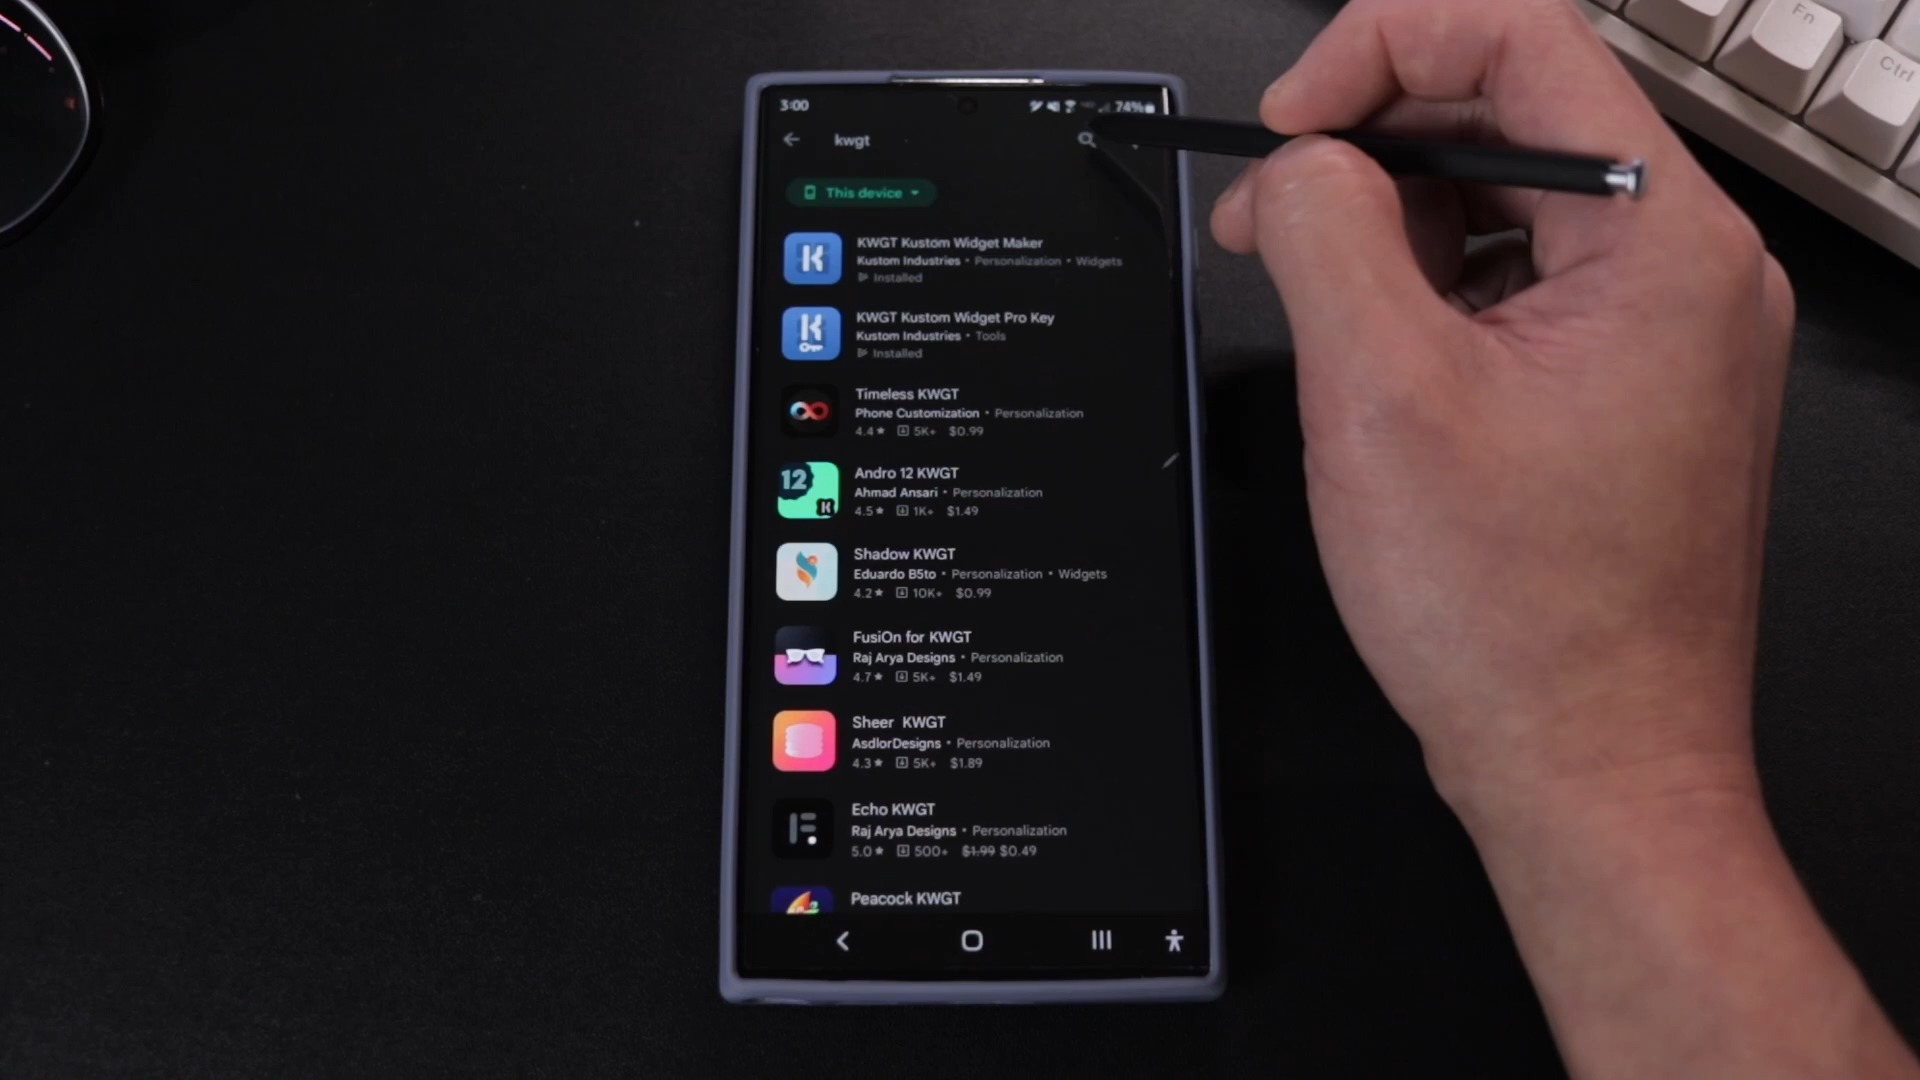 3:00
74%
kwgt
This device
KWGT Kustom Widget Maker
Kustom Industries • Personalization • Widgets
Installed
KWGT Kustom Widget Pro Key
Kustom Industries • Tools
Installed
Timeless KWGT
Phone Customization • Personalization
4.4★ 5K+ $0.99
12
Andro 12 KWGT
Ahmad Ansari • Personalization
4.5★ 1K+ $1.49
Shadow KWGT
Eduardo B5to • Personalization • Widgets
4.2★ 10K+ $0.99
FusiOn for KWGT
Raj Arya Designs • Personalization
4.7★ 5K+ $1.49
Sheer KWGT
AsdlorDesigns • Personalization
4.3★ 5K+ $1.89
Echo KWGT
Raj Arya Designs • Personalization
5.0★ 500+ $1.99 $0.49
Peacock KWGT
Fn
Ctrl